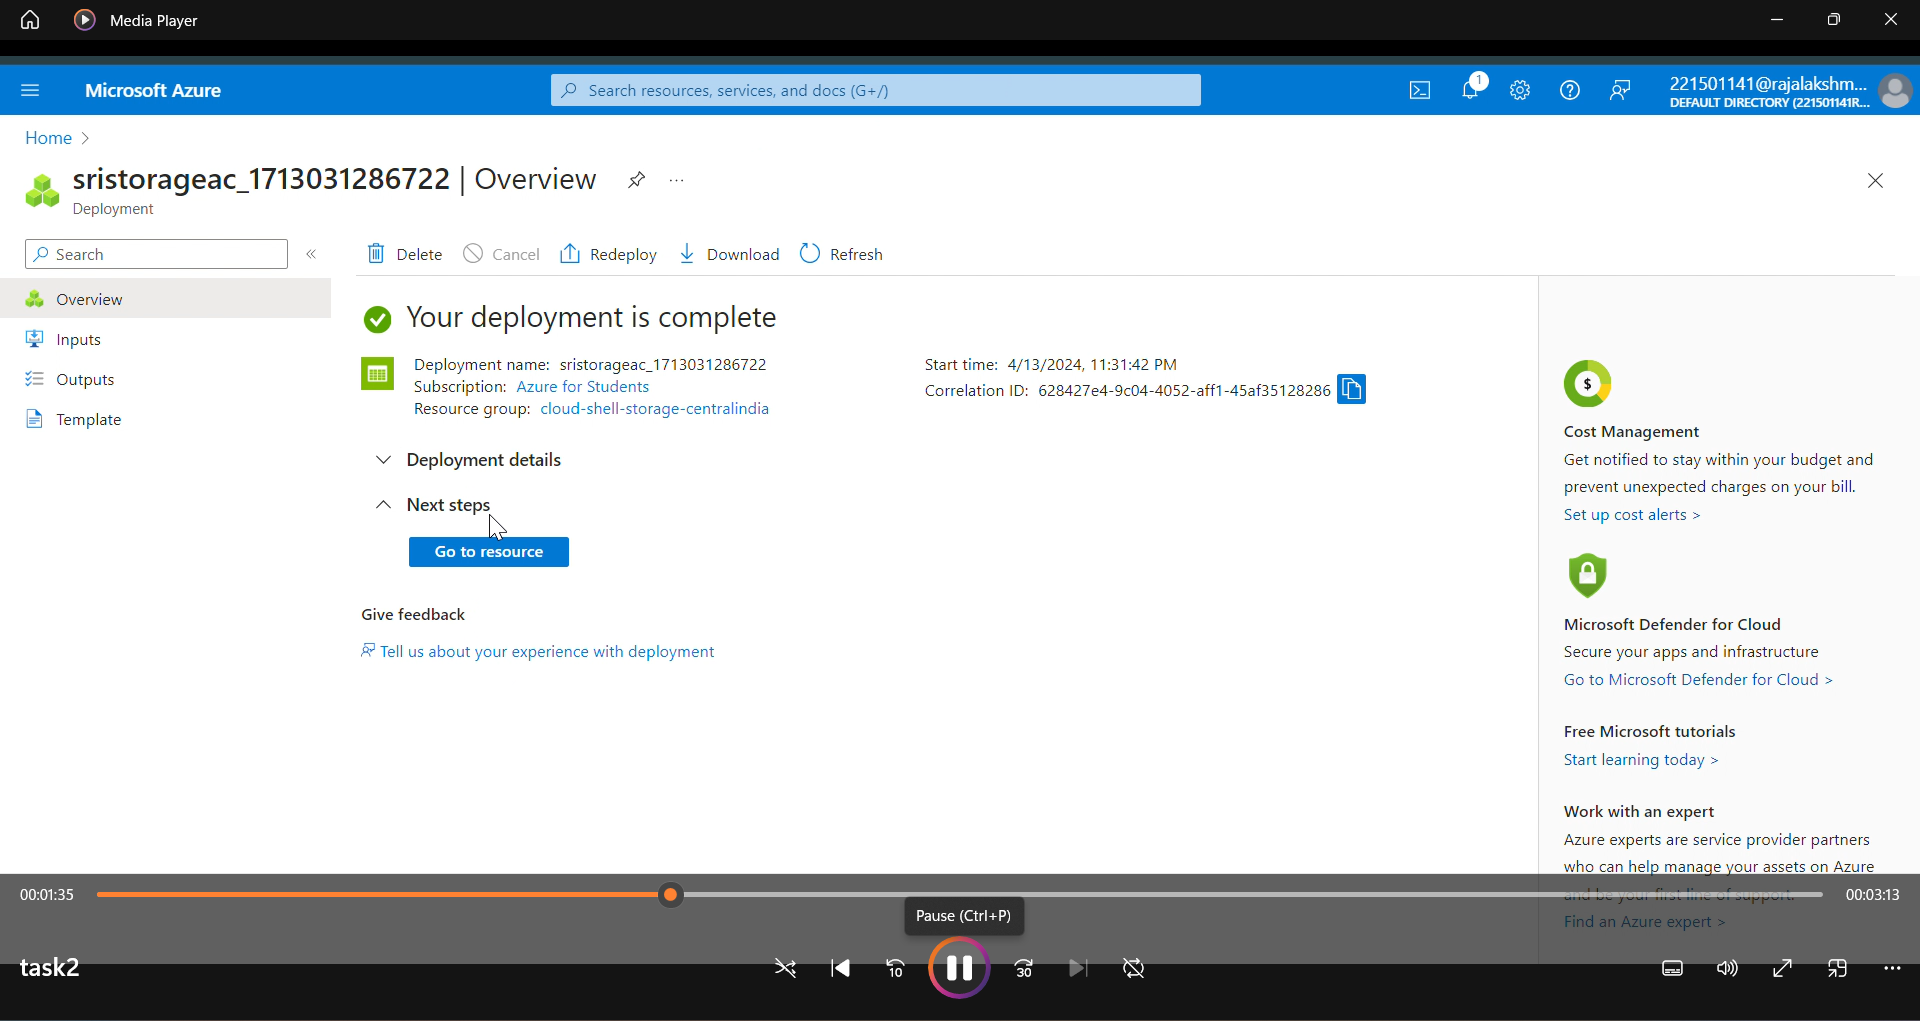 Media Player
Microsoft Azure
Search resources, services, and docs (G+/)
1
221501141@rajalakshm...
DEFAULT DIRECTORY (221501141R...
Home >
sristorageac_1713031286722 | Overview
...
Deployment
Search
«
Delete
Cancel
Redeploy
Download
Refresh
Overview
Inputs
Outputs
Template
Your deployment is complete
Deployment name: sristorageac_1713031286722
Subscription: Azure for Students
Resource group: cloud-shell-storage-centralindia
Start time: 4/13/2024, 11:31:42 PM
Correlation ID: 628427e4-9c04-4052-aff1-45af35128286
Deployment details
Next steps
Go to resource
Give feedback
Tell us about your experience with deployment
$
Cost Management
Get notified to stay within your budget and
prevent unexpected charges on your bill.
Set up cost alerts >
Microsoft Defender for Cloud
Secure your apps and infrastructure
Go to Microsoft Defender for Cloud >
Free Microsoft tutorials
Start learning today >
Work with an expert
Azure experts are service provider partners
who can help manage your assets on Azure
and be your first line of support.
Find an Azure expert >
00:01:35
00:03:13
Pause (Ctrl+P)
task2
10
30